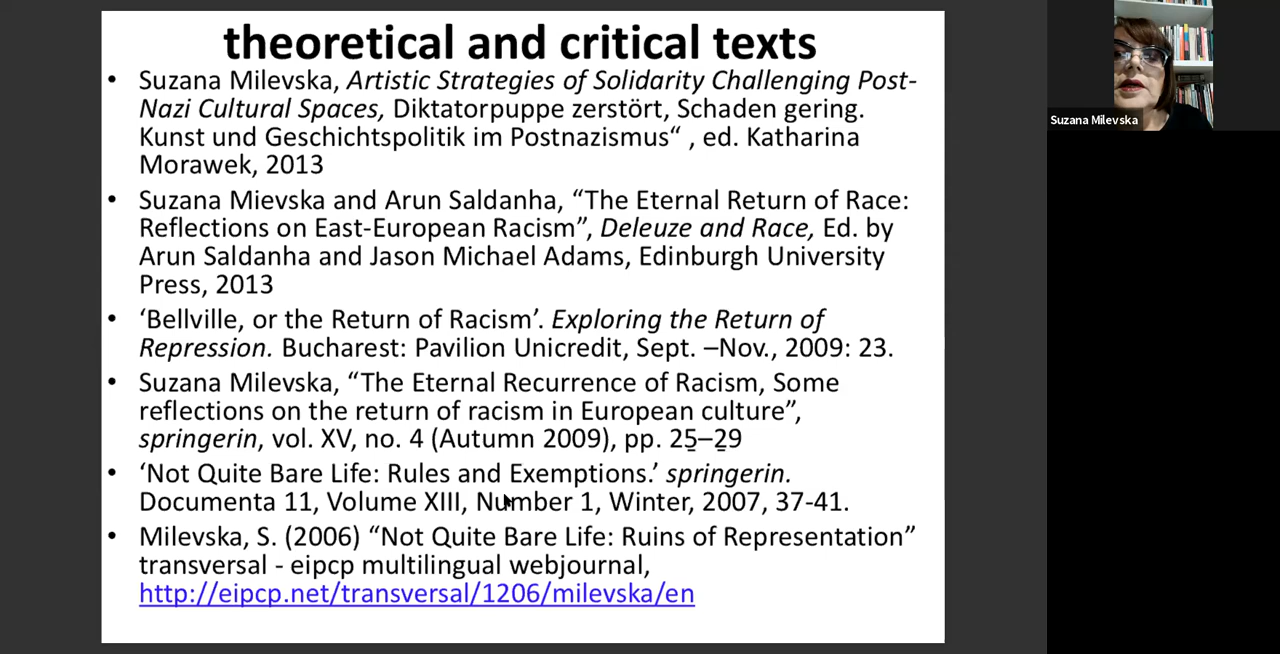 theoretical and critical texts
• Suzana Milevska, Artistic Strategies of Solidarity Challenging Post-
Nazi Cultural Spaces, Diktatorpuppe zerstört, Schaden gering.
Kunst und Geschichtspolitik im Postnazismus“ , ed. Katharina
Morawek, 2013
• Suzana Mievska and Arun Saldanha, “The Eternal Return of Race:
Reflections on East-European Racism”, Deleuze and Race, Ed. by
Arun Saldanha and Jason Michael Adams, Edinburgh University
Press, 2013
• ‘Bellville, or the Return of Racism’. Exploring the Return of
Repression. Bucharest: Pavilion Unicredit, Sept. –Nov., 2009: 23.
• Suzana Milevska, “The Eternal Recurrence of Racism, Some
reflections on the return of racism in European culture”,
springerin, vol. XV, no. 4 (Autumn 2009), pp. 25–29
• ‘Not Quite Bare Life: Rules and Exemptions.’ springerin.
Documenta 11, Volume XIII, Number 1, Winter, 2007, 37-41.
• Milevska, S. (2006) “Not Quite Bare Life: Ruins of Representation”
transversal - eipcp multilingual webjournal,
http://eipcp.net/transversal/1206/milevska/en
Suzana Milevska